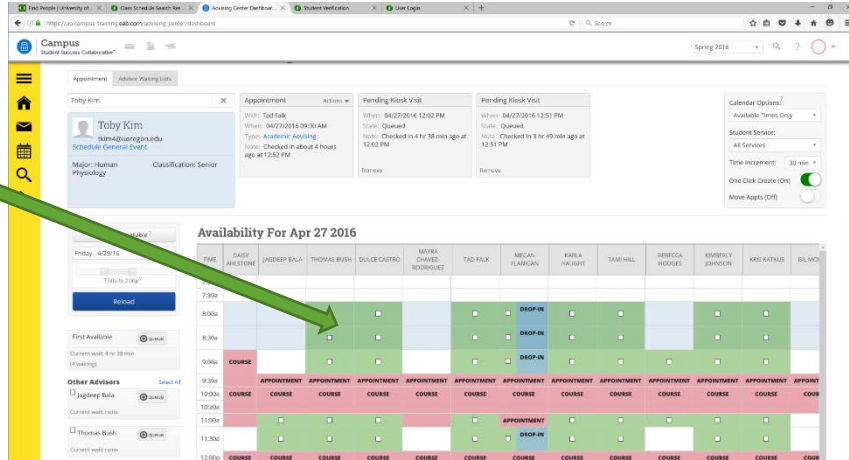 Find People | University of...
Class Schedule Search Res...
Advising Center Dashboar...
Student Verification
User Login
https://uo.campus-training.eab.com/advising_center/dashboard
Search
Campus
Student Success Collaborative™
Spring 2016
Appointment
Advisor Waiting Lists
Toby Kim
Toby Kim
tkim4@uoregon.edu
Schedule General Event
Major: Human Physiology
Classification: Senior
Appointment
Actions
With: Tad Falk
When: 04/27/2016 09:30 AM
Type: Academic Advising
Note: Checked in about 4 hours ago at 12:52 PM
Pending Kiosk Visit
When: 04/27/2016 12:02 PM
State: Queued
Note: Checked in 4 hr 38 min ago at 12:02 PM
Remove
Pending Kiosk Visit
When: 04/27/2016 12:51 PM
State: Queued
Note: Checked in 3 hr 49 min ago at 12:51 PM
Remove
Calendar Options:?
Available Times Only
Student Service:
All Services
Time Increment: 30 min
One Click Create (On)
Move Appts (Off)
Friday - 4/29/16
7:00a to 2:00p?
Reload
First Available
queue
Current wait: 4 hr 38 min
(4 waiting)
Other Advisors
Select All
Jagdeep Bala
queue
Current wait: none
Thomas Bush
queue
Current wait: none
Availability For Apr 27 2016
TIME DAISY AHLSTONE JAGDEEP BALA THOMAS BUSH DULCE CASTRO MAYRA CHAVEZ-RODRIGUEZ TAD FALK MEGAN FLANIGAN KARLA HAUGHT TAMI HILL REBECCA HODGES KIMBERLY JOHNSON KRIS KATKUS
7:30a
8:00a DROP-IN
8:30a DROP-IN
9:00a COURSE DROP-IN
9:30a APPOINTMENT APPOINTMENT APPOINTMENT APPOINTMENT APPOINTMENT APPOINTMENT APPOINTMENT APPOINTMENT APPOINTMENT APPOINTMENT APPOINTMENT APPOINT
10:00a COURSE COURSE COURSE COURSE COURSE COURSE COURSE COURSE COURSE COURSE COURSE COURSE COUR
10:30a
11:00a APPOINTMENT
11:30a DROP-IN
12:00p COURSE COURSE COURSE COURSE COURSE COURSE COURSE COURSE COURSE COURSE COURSE COURSE COUR